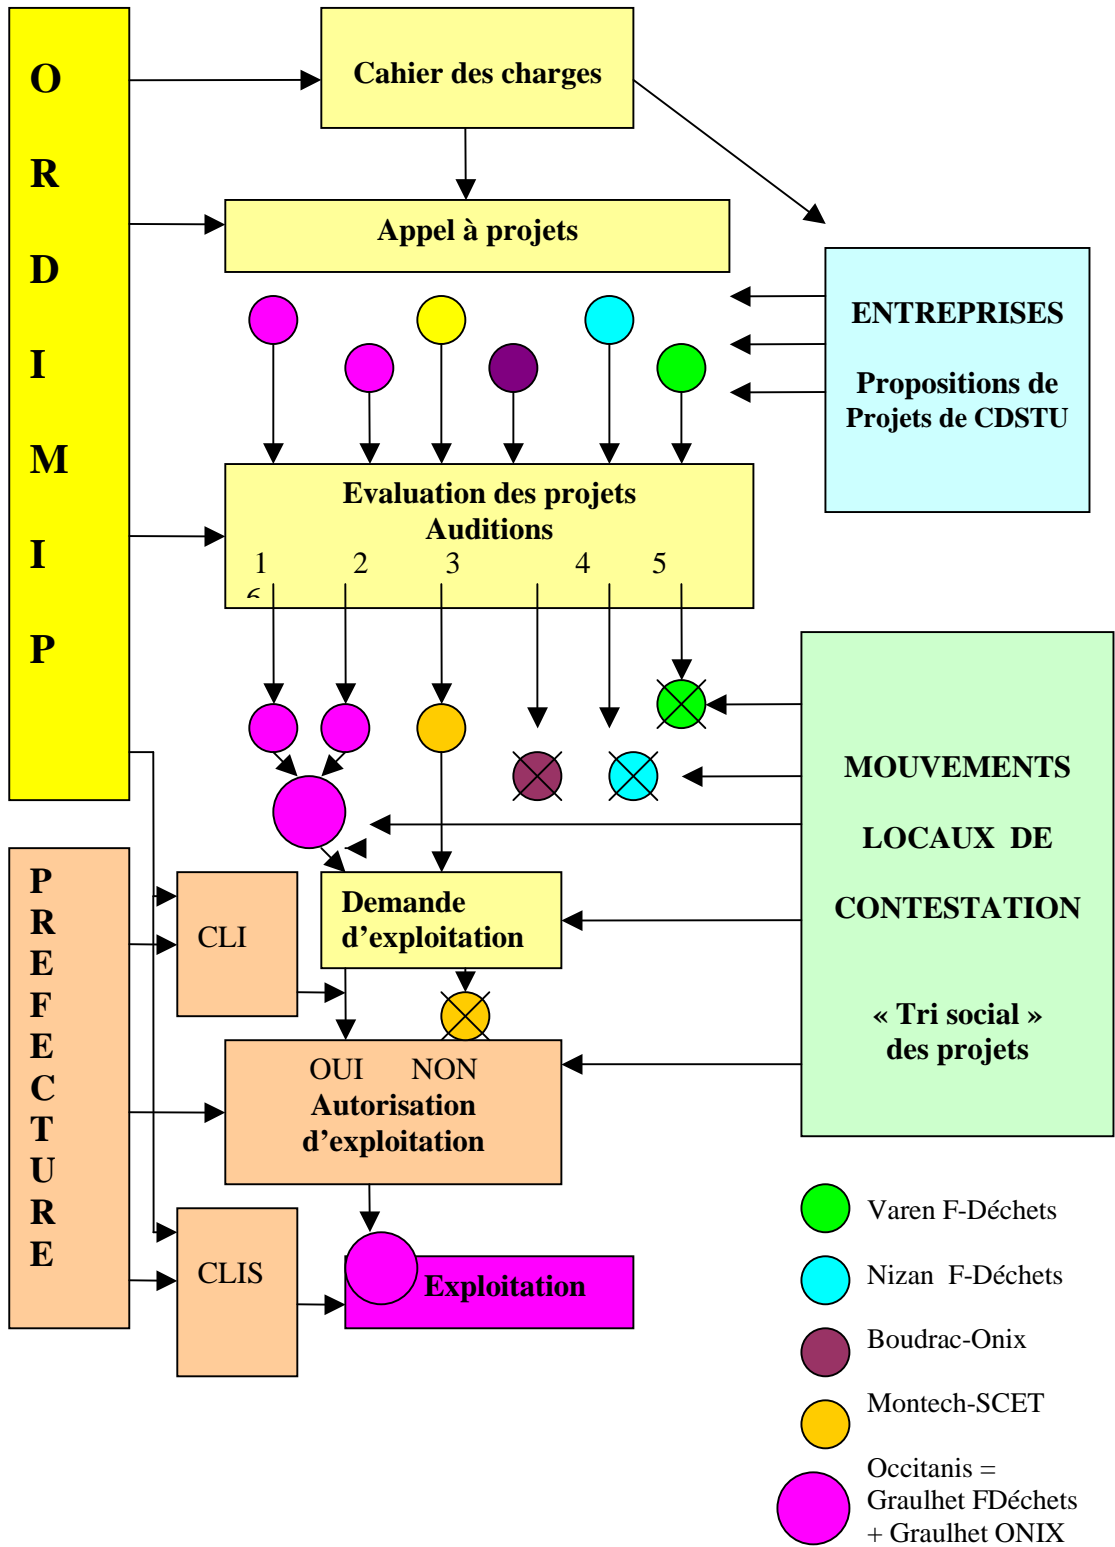 O
R
D
I
M
I
P
Cahier des charges
Appel à projets
ENTREPRISES
Propositions de
Projets de CDSTU
Evaluation des projets
Auditions
1 2 3 4 5
6
MOUVEMENTS
LOCAUX DE
CONTESTATION
« Tri social »
des projets
P
R
E
F
E
C
T
U
R
E
CLI
Demande
d’exploitation
OUI NON
Autorisation
d’exploitation
CLIS
Exploitation
Varen F-Déchets
Nizan F-Déchets
Boudrac-Onix
Montech-SCET
Occitanis =
Graulhet FDéchets
+ Graulhet ONIX